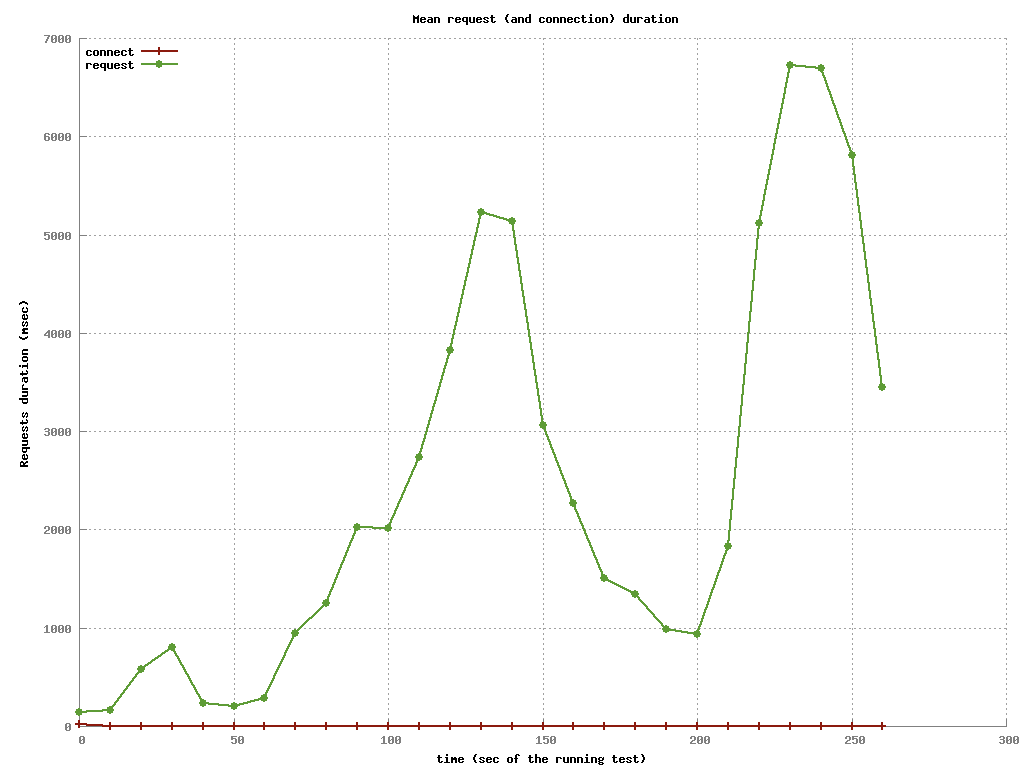 Mean request (and connection) duration
7000
connect
request
6000
5000
4000
3000
2000
1000
0
Requests duration (msec)
0 50 100 150 200 250 300
time (sec of the running test)